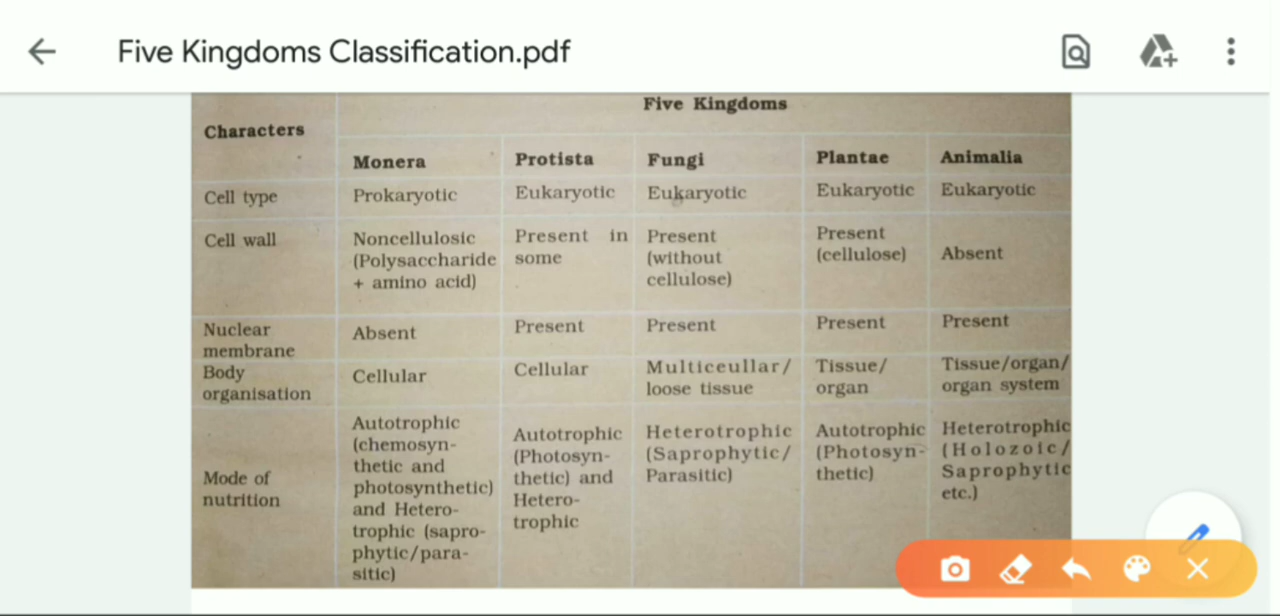 Five Kingdoms Classification.pdf
Five Kingdoms
Characters
Monera
Protista
Fungi
Plantae
Animalia
Cell type
Prokaryotic
Eukaryotic
Eukaryotic
Eukaryotic
Eukaryotic
Cell wall
Noncellulosic
(Polysaccharide
+ amino acid)
Present in
some
Present
(without
cellulose)
Present
(cellulose)
Absent
Nuclear
membrane
Absent
Present
Present
Present
Present
Body
organisation
Cellular
Cellular
Multiceullar/
loose tissue
Tissue/
organ
Tissue/organ/
organ system
Mode of
nutrition
Autotrophic
(chemosyn-
thetic and
photosynthetic)
and Hetero-
trophic (sapro-
phytic/para-
sitic)
Autotrophic
(Photosyn-
thetic) and
Hetero-
trophic
Heterotrophic
(Saprophytic/
Parasitic)
Autotrophic
(Photosyn-
thetic)
Heterotrophic
(Holozoic/
Saprophytic
etc.)